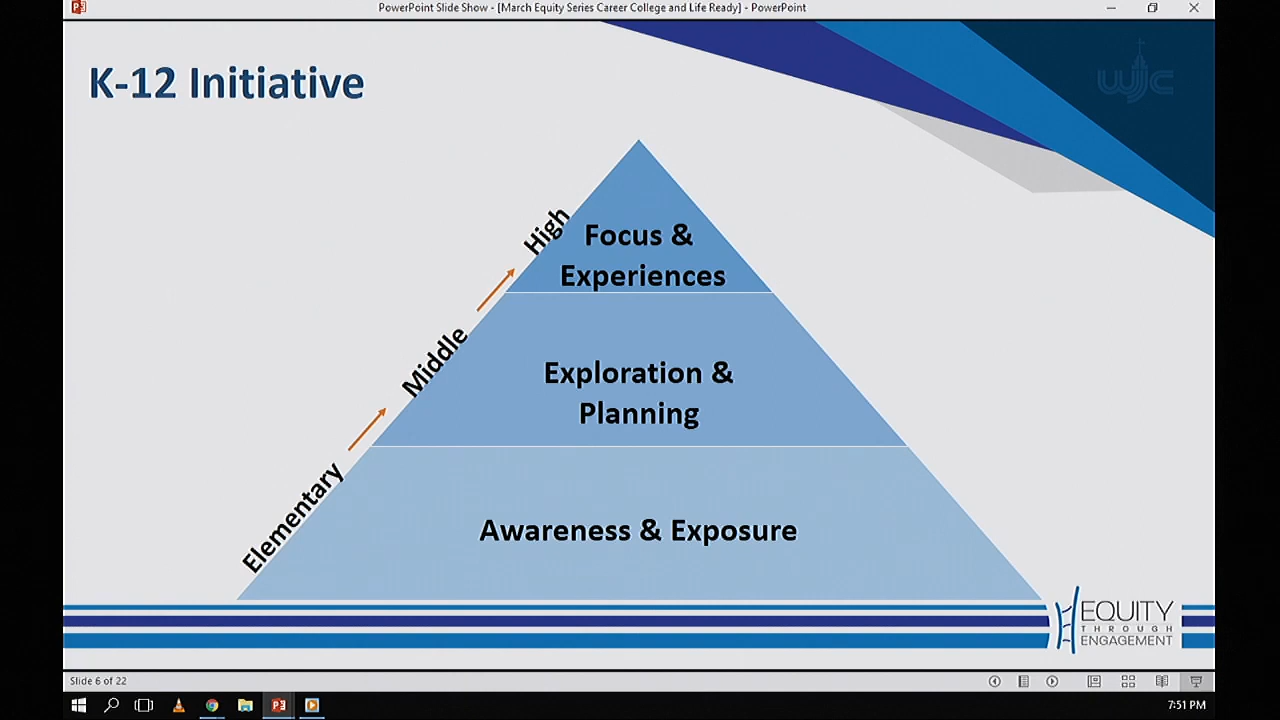 PowerPoint Slide Show - [March Equity Series Career College and Life Ready] - PowerPoint
K-12 Initiative
wjc
High
Focus &
Experiences
Middle
Exploration &
Planning
Elementary
Awareness & Exposure
EQUITY
THROUGH
ENGAGEMENT
Slide 6 of 22
7:51 PM